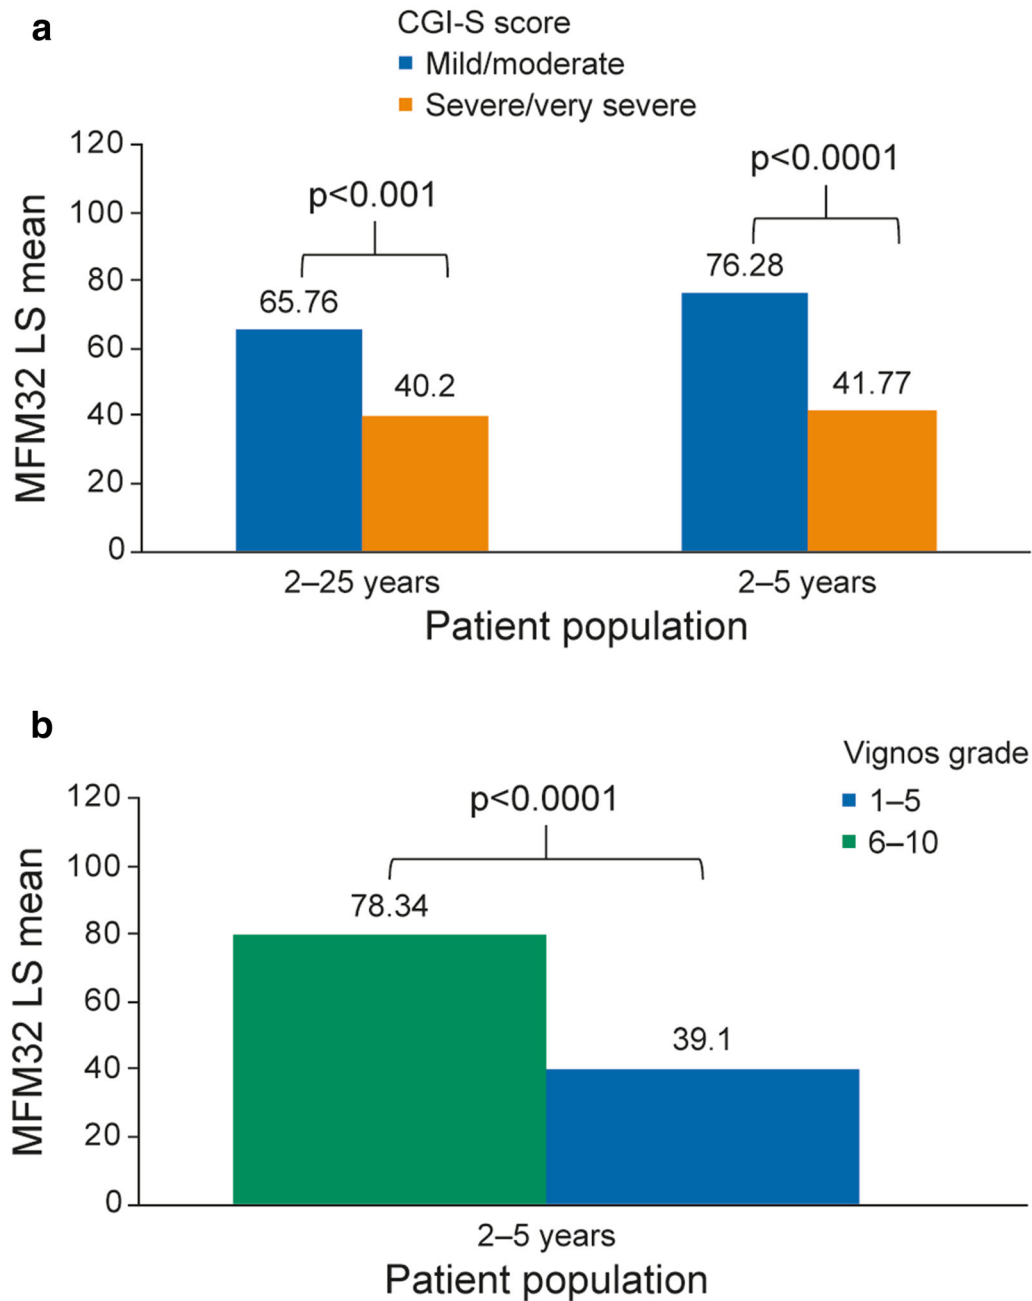 a
CGI-S score
Mild/moderate
Severe/very severe
MFM32 LS mean
120
100
80
60
40
20
0
p<0.001
65.76
40.2
p<0.0001
76.28
41.77
2–25 years
2–5 years
Patient population
b
Vignos grade
1–5
6–10
MFM32 LS mean
120
100
80
60
40
20
0
p<0.0001
78.34
39.1
2–5 years
Patient population